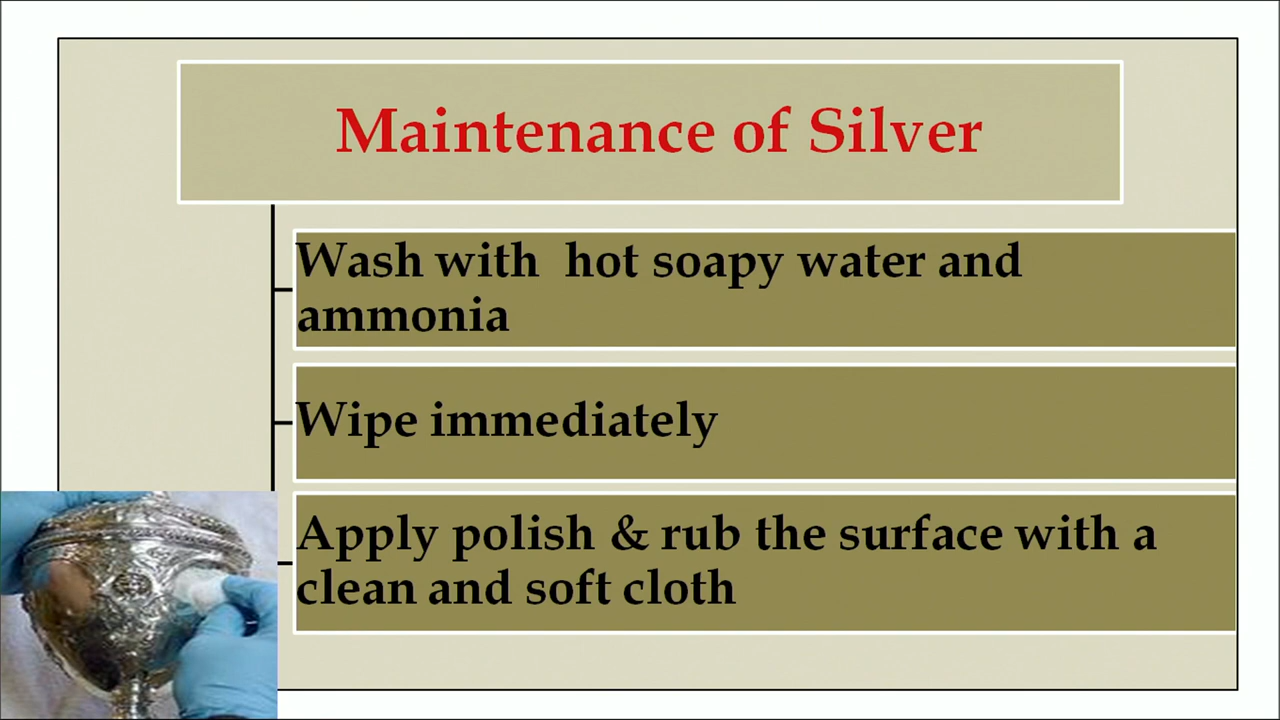 Maintenance of Silver
Wash with hot soapy water and
ammonia
Wipe immediately
Apply polish & rub the surface with a
clean and soft cloth